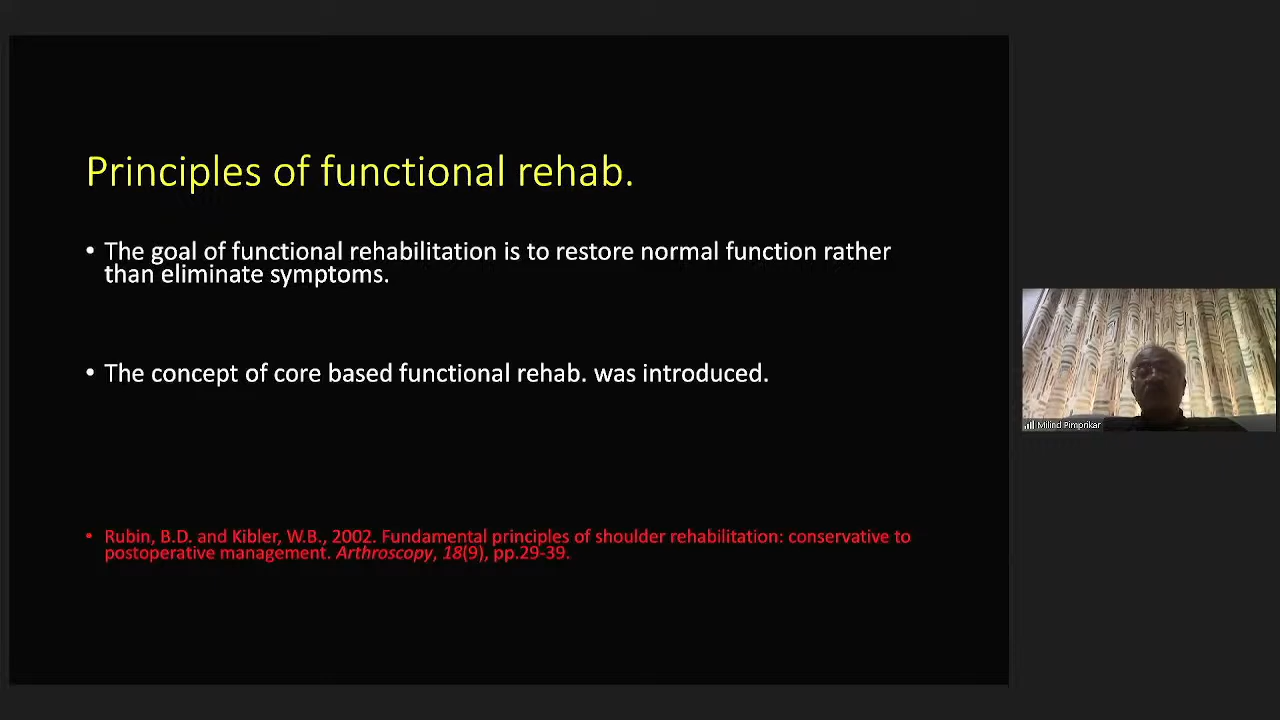 Principles of functional rehab.
• The goal of functional rehabilitation is to restore normal function rather
than eliminate symptoms.
• The concept of core based functional rehab. was introduced.
• Rubin, B.D. and Kibler, W.B., 2002. Fundamental principles of shoulder rehabilitation: conservative to
postoperative management. Arthroscopy, 18(9), pp.29-39.
Milind Pimprikar